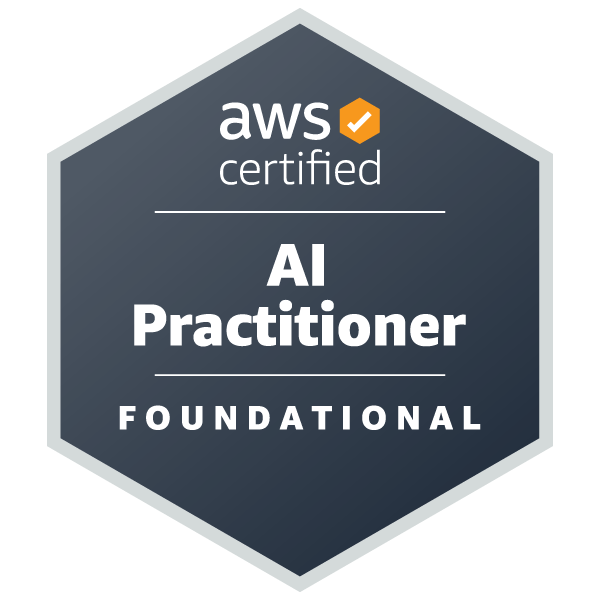 aws
certified
AI
Practitioner
FOUNDATIONAL